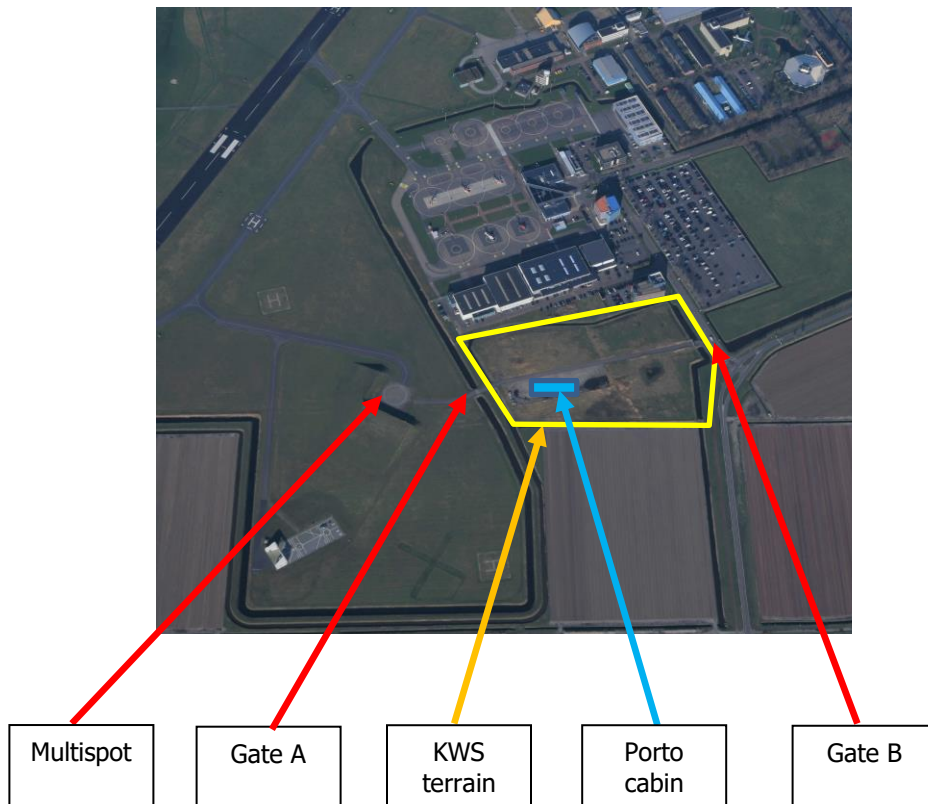 Multispot
Gate A
KWS
terrain
Porto
cabin
Gate B